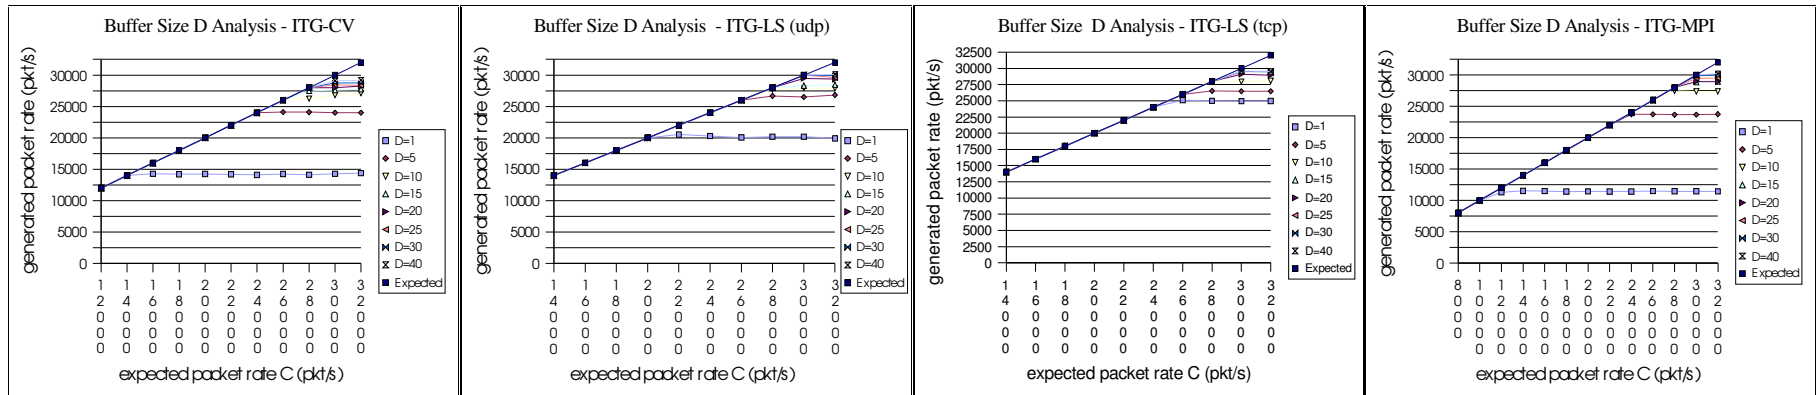 Buffer Size D Analysis - ITG-CV
generated packet rate (pkt/s)
30000
25000
20000
15000
10000
5000
0
12000
14000
16000
18000
20000
22000
24000
26000
28000
30000
32000
expected packet rate C (pkt/s)
D=1
D=5
D=10
D=15
D=20
D=25
D=30
D=40
Expected
Buffer Size D Analysis - ITG-LS (udp)
generated packet rate (pkt/s)
30000
25000
20000
15000
10000
5000
0
14000
16000
18000
20000
22000
24000
26000
28000
30000
32000
expected packet rate C (pkt/s)
D=1
D=5
D=10
D=15
D=20
D=25
D=30
D=40
Expected
Buffer Size D Analysis - ITG-LS (tcp)
generated packet rate (pkt/s)
32500
30000
27500
25000
22500
20000
17500
15000
12500
10000
7500
5000
2500
0
14000
16000
18000
20000
22000
24000
26000
28000
30000
32000
expected packet rate C (pkt/s)
D=1
D=5
D=10
D=15
D=20
D=25
D=30
D=40
Expected
Buffer Size D Analysis - ITG-MPI
generated packet rate (pkt/s)
30000
25000
20000
15000
10000
5000
0
8000
10000
12000
14000
16000
18000
20000
22000
24000
26000
28000
30000
32000
expected packet rate C (pkt/s)
D=1
D=5
D=10
D=15
D=20
D=25
D=30
D=40
Expected